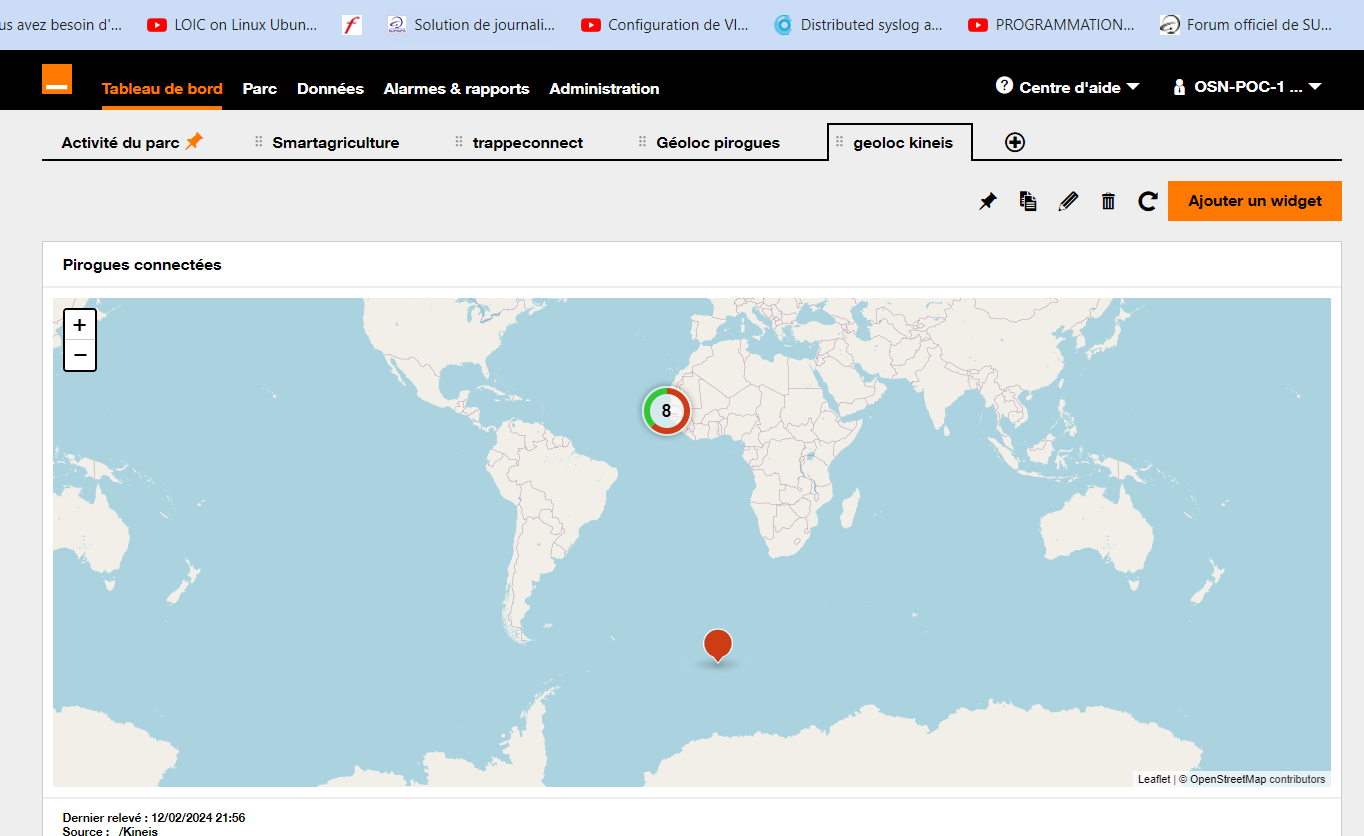 us avez besoin d'... LOIC on Linux Ubun... Solution de journali... Configuration de VI... Distributed syslog a... PROGRAMMATION... Forum officiel de SU...
Tableau de bord Parc Données Alarmes & rapports Administration Centre d'aide OSN-POC-1 ...
Activité du parc Smartagriculture trappeconnect Géoloc pirogues geoloc kineis
Ajouter un widget
Pirogues connectées
+
−
8
Leaflet | © OpenStreetMap contributors
Dernier relevé : 12/02/2024 21:56
Source : /Kineis